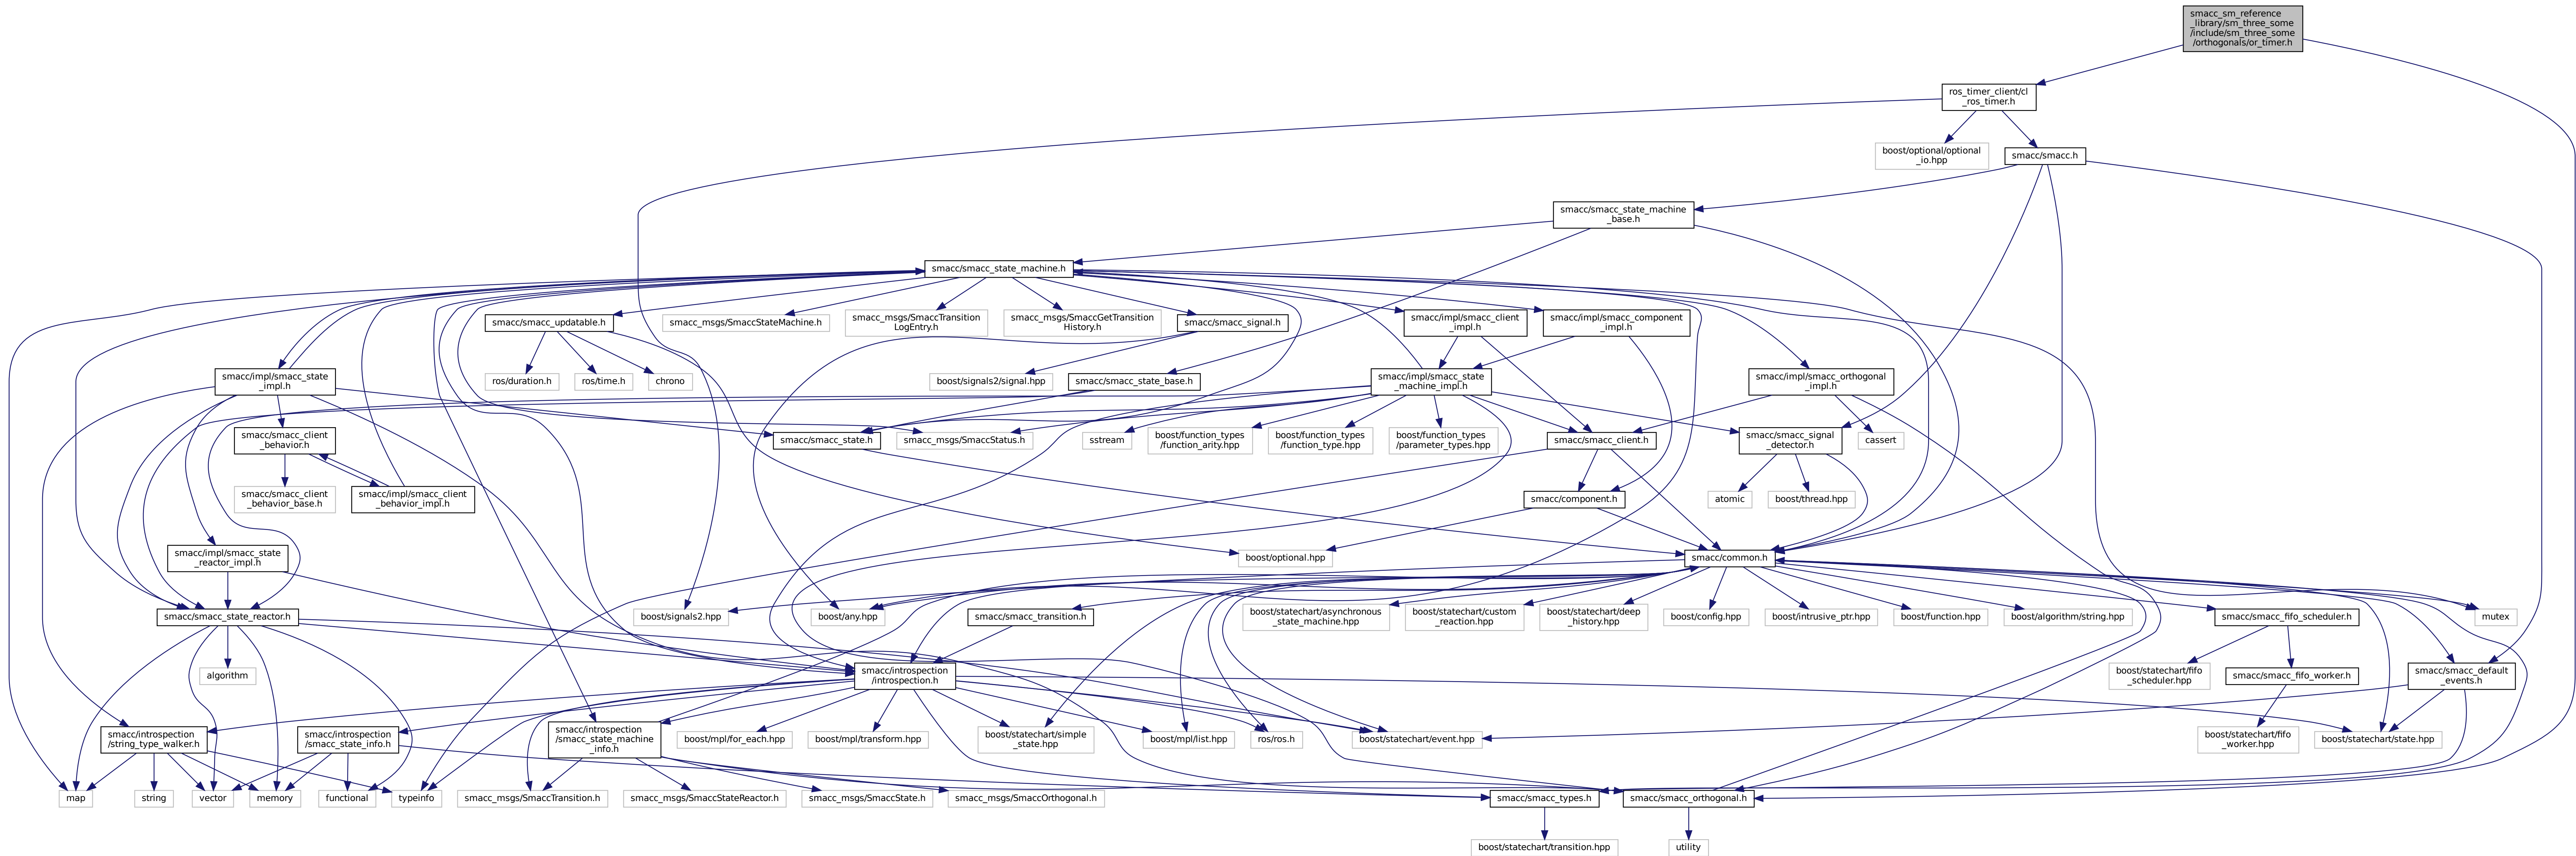 smacc_sm_reference
_library/sm_three_some
/include/sm_three_some
/orthogonals/or_timer.h
ros_timer_client/cl
_ros_timer.h
boost/optional/optional
_io.hpp
smacc/smacc.h
smacc/smacc_state_machine
_base.h
smacc/smacc_state_machine.h
smacc/smacc_updatable.h
smacc_msgs/SmaccStateMachine.h
smacc_msgs/SmaccTransition
LogEntry.h
smacc_msgs/SmaccGetTransition
History.h
smacc/smacc_signal.h
smacc/impl/smacc_client
_impl.h
smacc/impl/smacc_component
_impl.h
smacc/impl/smacc_state
_impl.h
ros/duration.h
ros/time.h
chrono
boost/signals2/signal.hpp
smacc/smacc_state_base.h
smacc/impl/smacc_state
_machine_impl.h
smacc/impl/smacc_orthogonal
_impl.h
smacc/smacc_client
_behavior.h
smacc/smacc_state.h
smacc_msgs/SmaccStatus.h
sstream
boost/function_types
/function_arity.hpp
boost/function_types
/function_type.hpp
boost/function_types
/parameter_types.hpp
smacc/smacc_client.h
smacc/smacc_signal
_detector.h
cassert
smacc/smacc_client
_behavior_base.h
smacc/impl/smacc_client
_behavior_impl.h
smacc/component.h
atomic
boost/thread.hpp
smacc/impl/smacc_state
_reactor_impl.h
boost/optional.hpp
smacc/common.h
smacc/smacc_state_reactor.h
boost/signals2.hpp
boost/any.hpp
smacc/smacc_transition.h
boost/statechart/asynchronous
_state_machine.hpp
boost/statechart/custom
_reaction.hpp
boost/statechart/deep
_history.hpp
boost/config.hpp
boost/intrusive_ptr.hpp
boost/function.hpp
boost/algorithm/string.hpp
smacc/smacc_fifo_scheduler.h
mutex
algorithm
smacc/introspection
/introspection.h
boost/statechart/fifo
_scheduler.hpp
smacc/smacc_fifo_worker.h
smacc/smacc_default
_events.h
smacc/introspection
/string_type_walker.h
smacc/introspection
/smacc_state_info.h
smacc/introspection
/smacc_state_machine
_info.h
boost/mpl/for_each.hpp
boost/mpl/transform.hpp
boost/statechart/simple
_state.hpp
boost/mpl/list.hpp
ros/ros.h
boost/statechart/event.hpp
boost/statechart/fifo
_worker.hpp
boost/statechart/state.hpp
map
string
vector
memory
functional
typeinfo
smacc_msgs/SmaccTransition.h
smacc_msgs/SmaccStateReactor.h
smacc_msgs/SmaccState.h
smacc_msgs/SmaccOrthogonal.h
smacc/smacc_types.h
smacc/smacc_orthogonal.h
boost/statechart/transition.hpp
utility